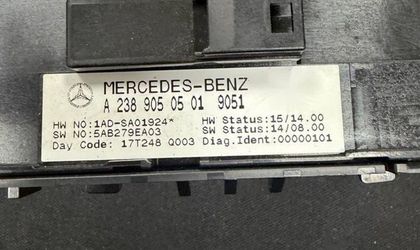 MERCEDES-BENZ
A 238 905 05 01 9051
HW NO:1AD-SA01924* HW Status:15/14.00
SW NO:5AB279EA03 SW Status:14/08.00
Day Code: 17T248 Q003 Diag.Ident:00000101